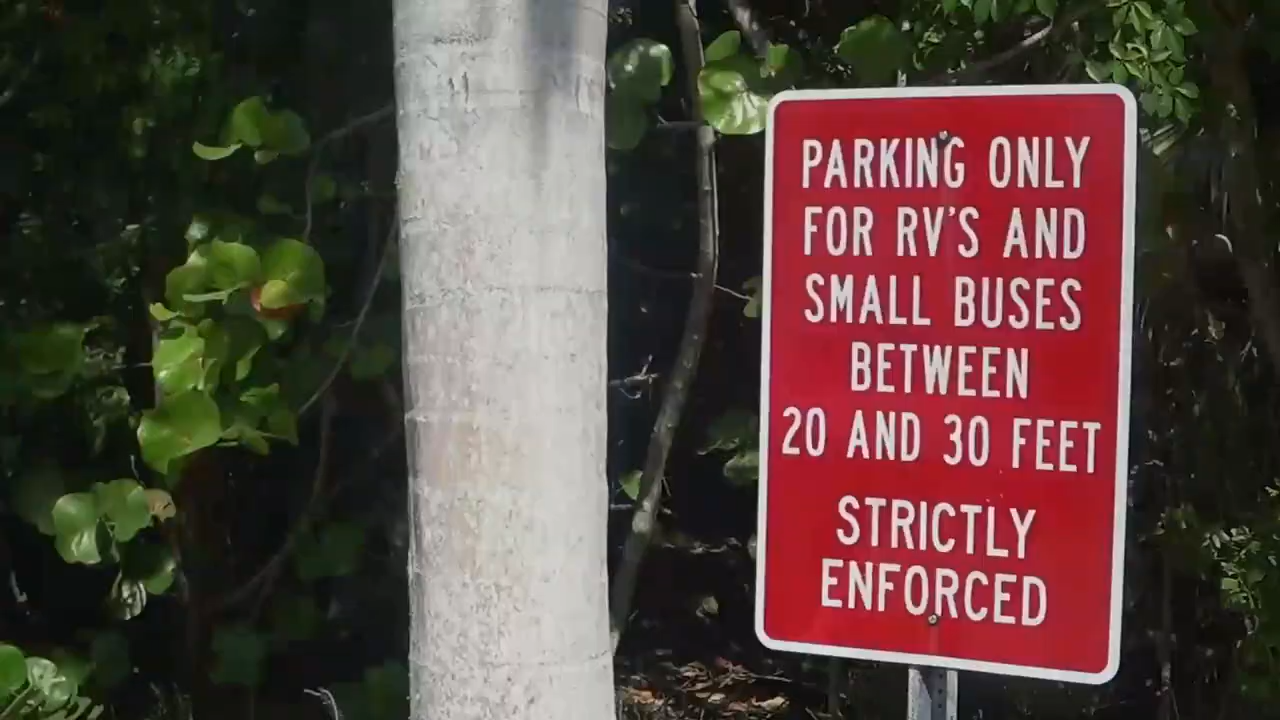 PARKING ONLY
FOR RV'S AND
SMALL BUSES
BETWEEN
20 AND 30 FEET
STRICTLY
ENFORCED